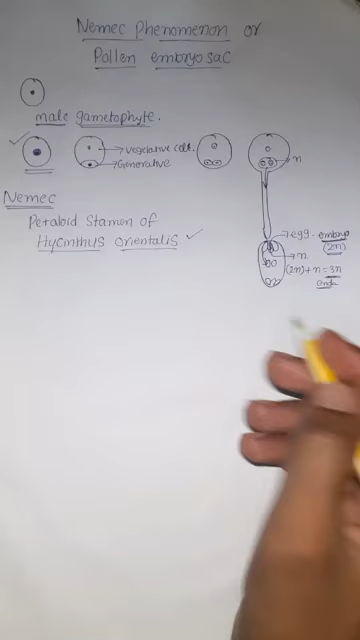 Nemec Phenomenon or
Pollen embryosac
male gametophyte.
vegetative cell.
Generative
n
Nemec
Petaloid Stamen of
Hycinthus orientalis
egg - embryo
(2n)
n
(2n) + n = 3n
endo